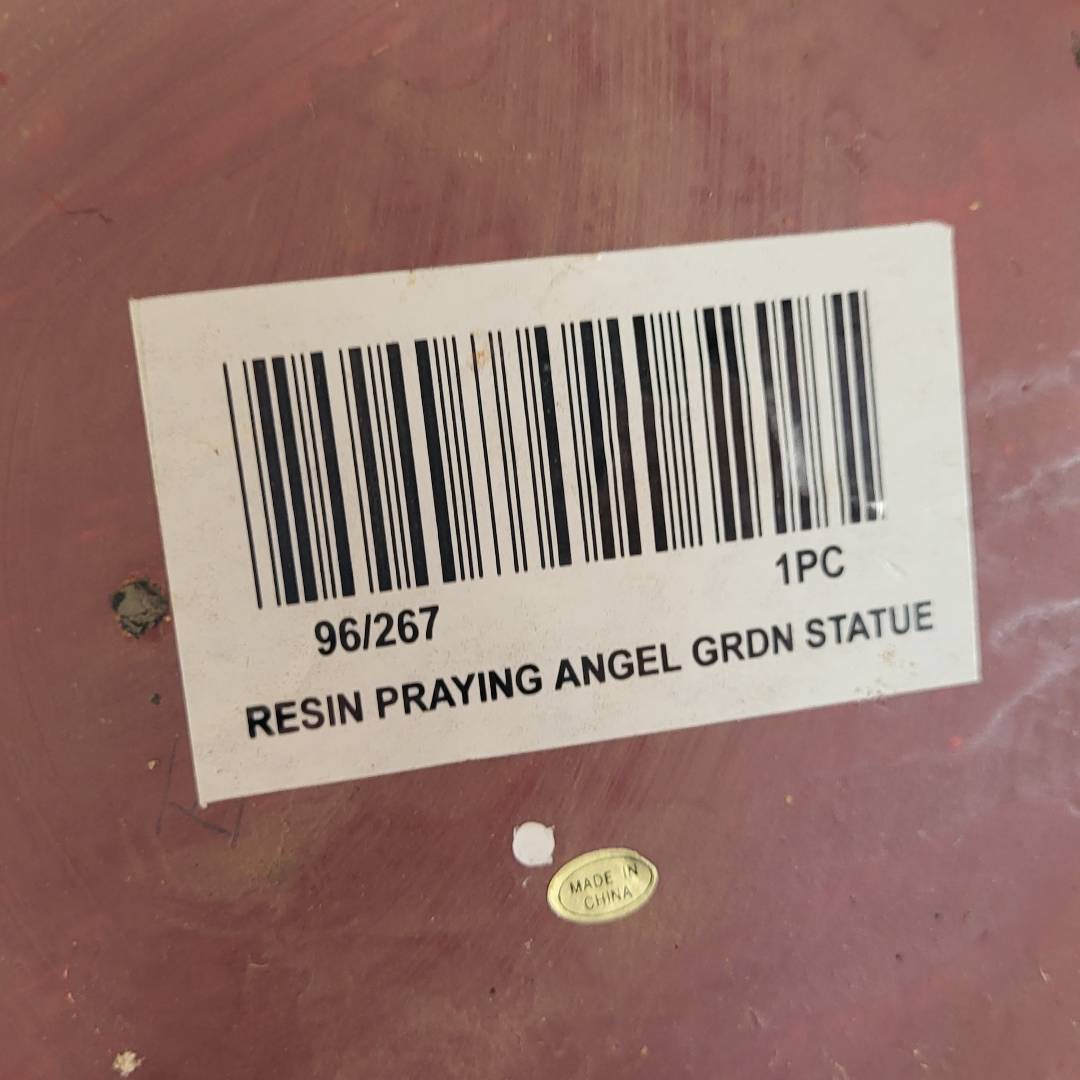 1PC
96/267
RESIN PRAYING ANGEL GRDN STATUE
MADE IN
CHINA